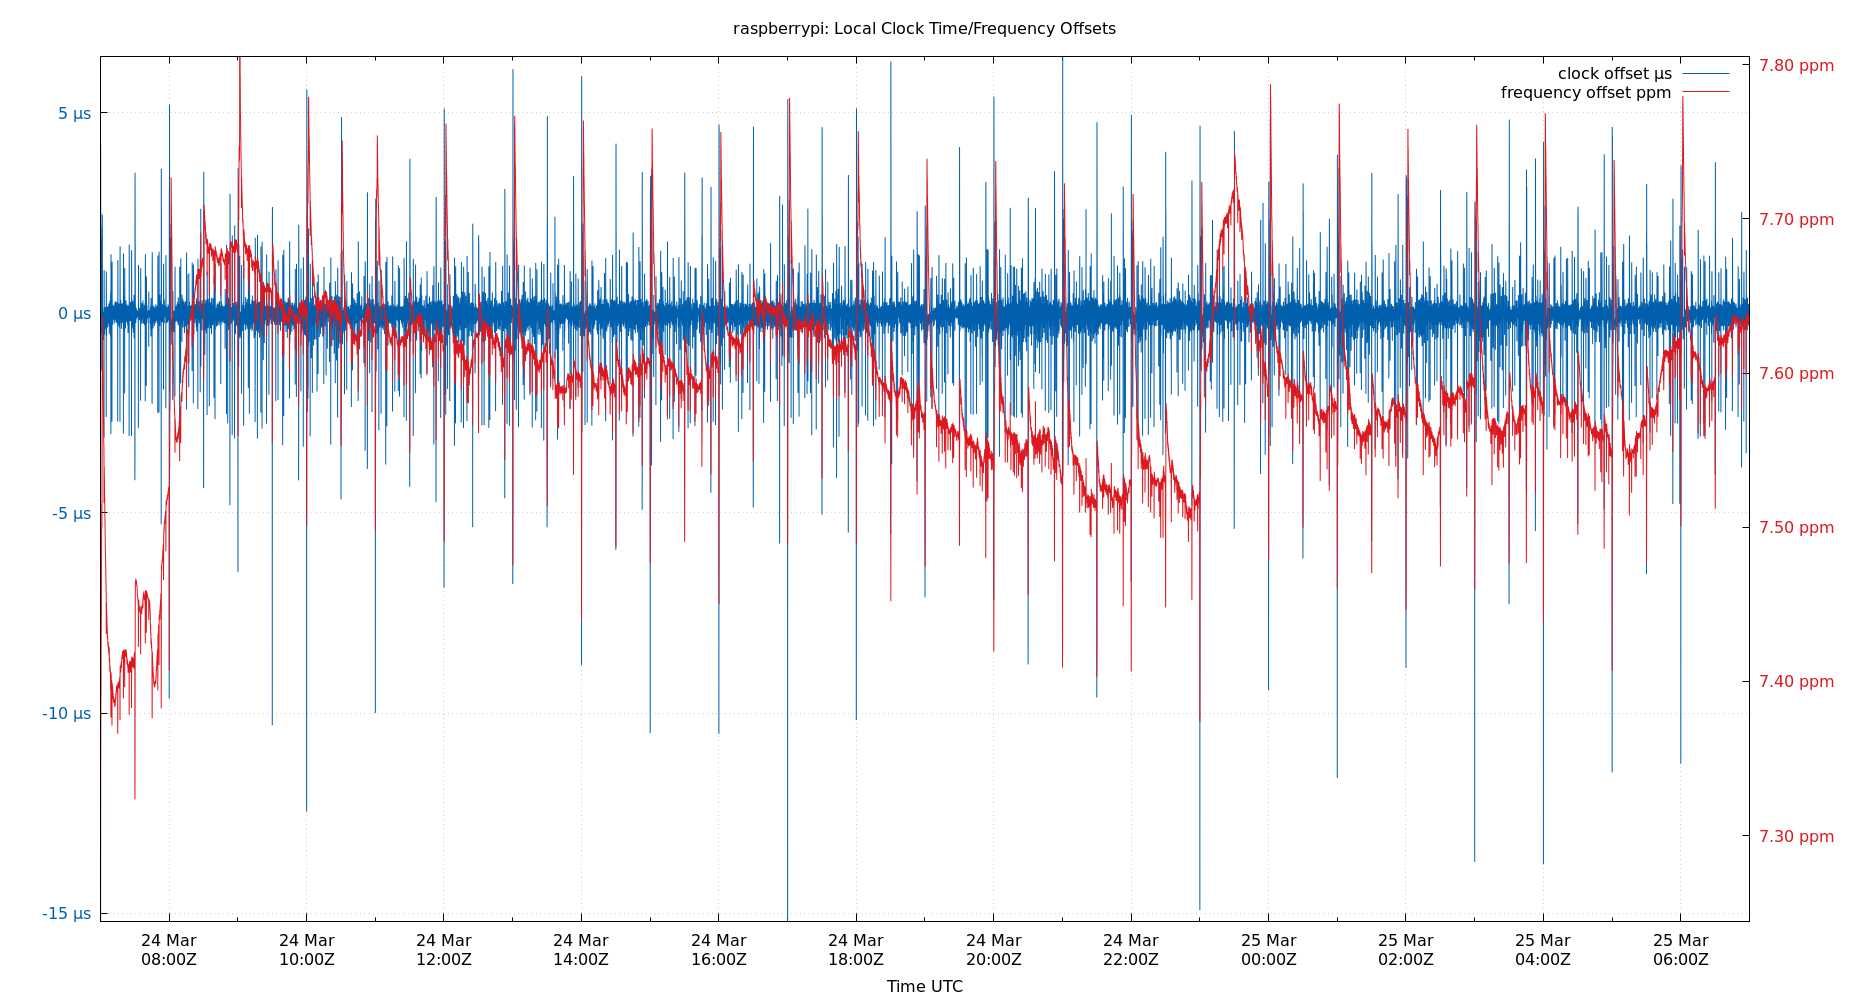 raspberrypi: Local Clock Time/Frequency Offsets
clock offset µs
frequency offset ppm
5 µs
0 µs
-5 µs
-10 µs
-15 µs
7.80 ppm
7.70 ppm
7.60 ppm
7.50 ppm
7.40 ppm
7.30 ppm
24 Mar 24 Mar 24 Mar 24 Mar 24 Mar 24 Mar 24 Mar 24 Mar 25 Mar 25 Mar 25 Mar 25 Mar
08:00Z 10:00Z 12:00Z 14:00Z 16:00Z 18:00Z 20:00Z 22:00Z 00:00Z 02:00Z 04:00Z 06:00Z
Time UTC